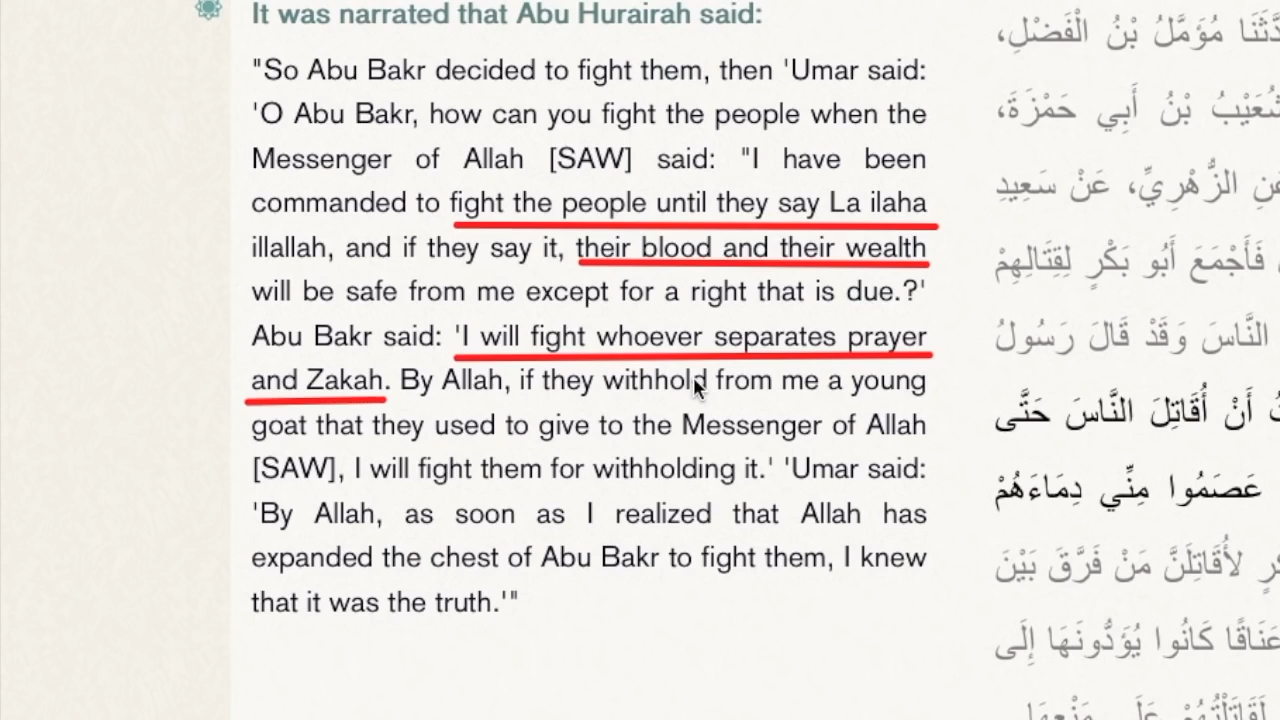 It was narrated that Abu Hurairah said:
"So Abu Bakr decided to fight them, then 'Umar said:
'O Abu Bakr, how can you fight the people when the
Messenger of Allah [SAW] said: "I have been
commanded to fight the people until they say La ilaha
illallah, and if they say it, their blood and their wealth
will be safe from me except for a right that is due.?'
Abu Bakr said: 'I will fight whoever separates prayer
and Zakah. By Allah, if they withhold from me a young
goat that they used to give to the Messenger of Allah
[SAW], I will fight them for withholding it.' 'Umar said:
'By Allah, as soon as I realized that Allah has
expanded the chest of Abu Bakr to fight them, I knew
that it was the truth.'"
مُؤَمَّلُ بْنُ الْفَضْلِ،
بْنُ أَبِي حَمْزَةَ،
الزُّهْرِيِّ، عَنْ سَعِيدِ
فَأَجْمَعَ أَبُو بَكْرٍ لِقِتَالِهِمْ
النَّاسَ وَقَدْ قَالَ رَسُولُ
أَنْ أُقَاتِلَ النَّاسَ حَتَّى
عَصَمُوا مِنِّي دِمَاءَهُمْ
لأُقَاتِلَنَّ مَنْ فَرَّقَ بَيْنَ
عَنَاقًا كَانُوا يُؤَدُّونَهَا إِلَى